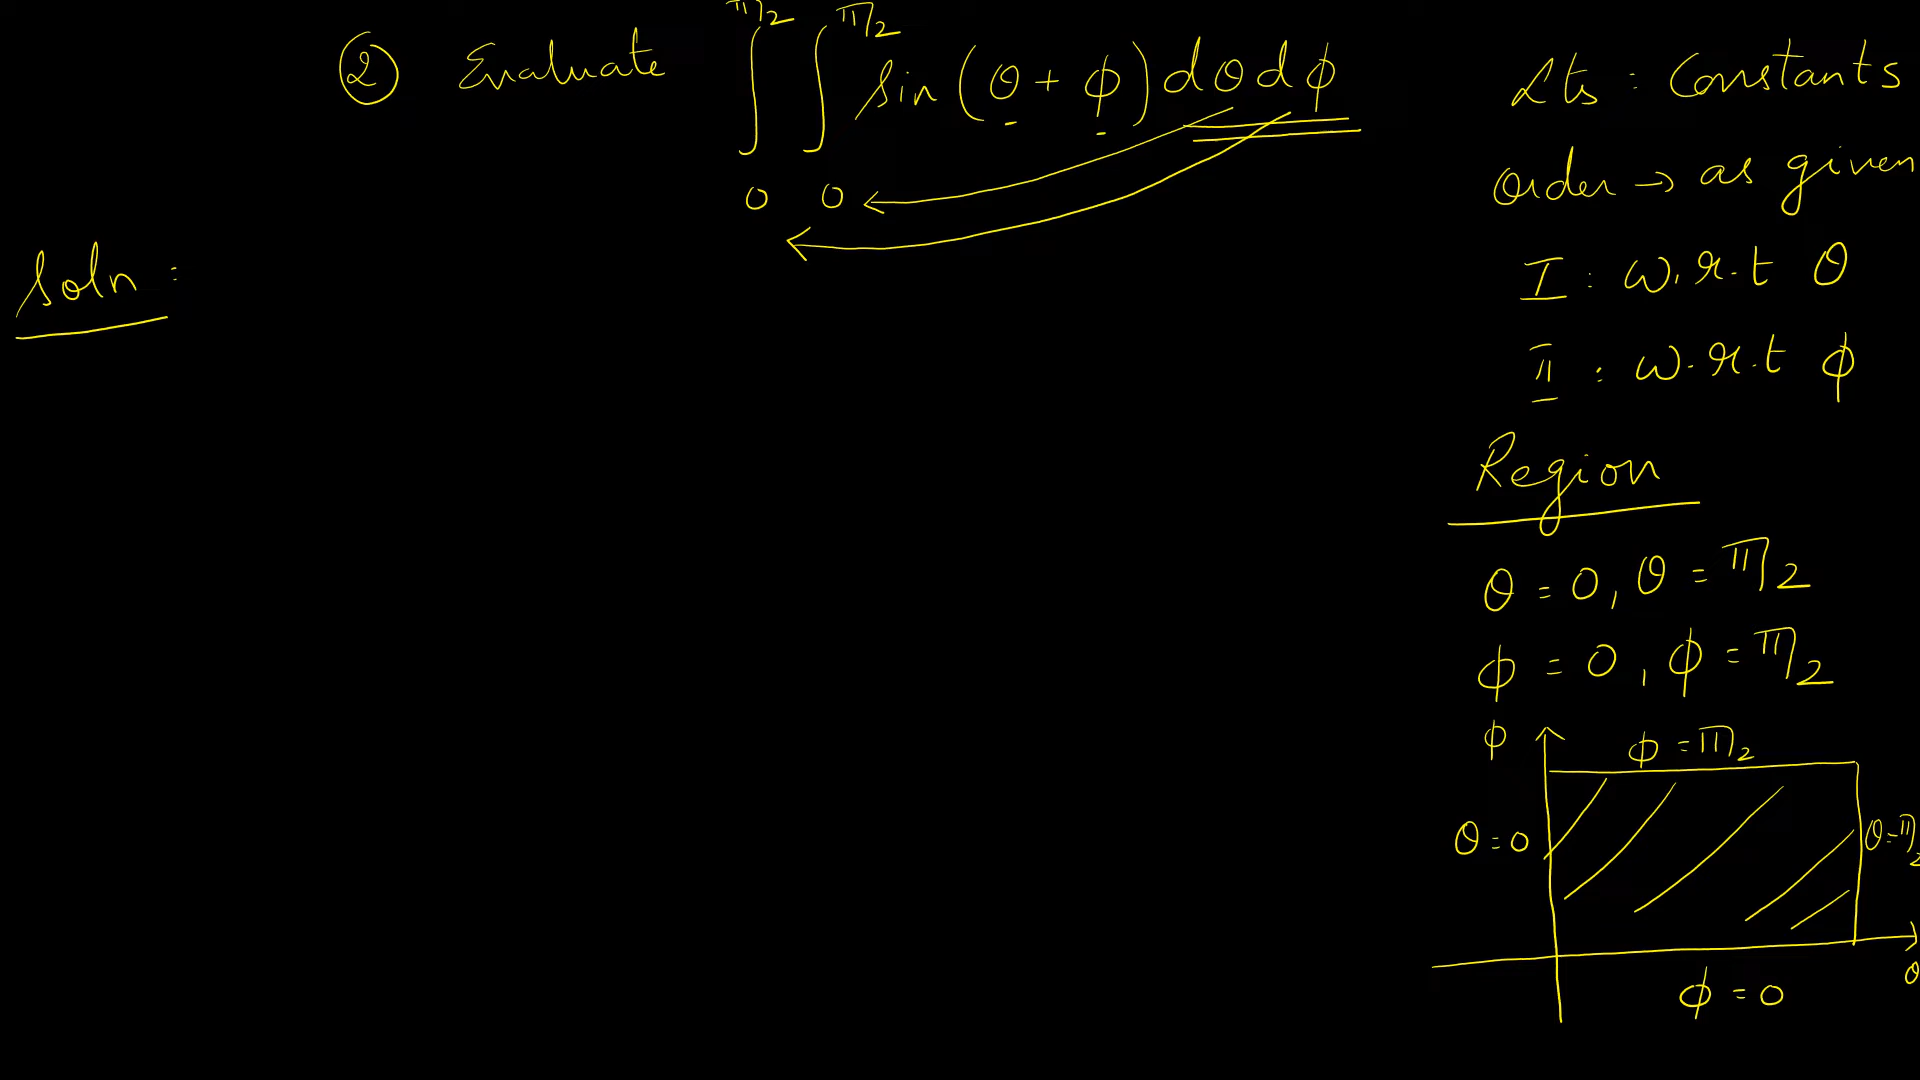 ② Evaluate ∫₀^{π/2} ∫₀^{π/2} sin(θ + ϕ) dθ dϕ
Soln :
Lts : Constants
Order → as given
I : w.r.t θ
II : w.r.t ϕ
Region
θ = 0, θ = π/2
ϕ = 0, ϕ = π/2
ϕ
ϕ = π/2
θ = 0
θ = π/2
θ
ϕ = 0